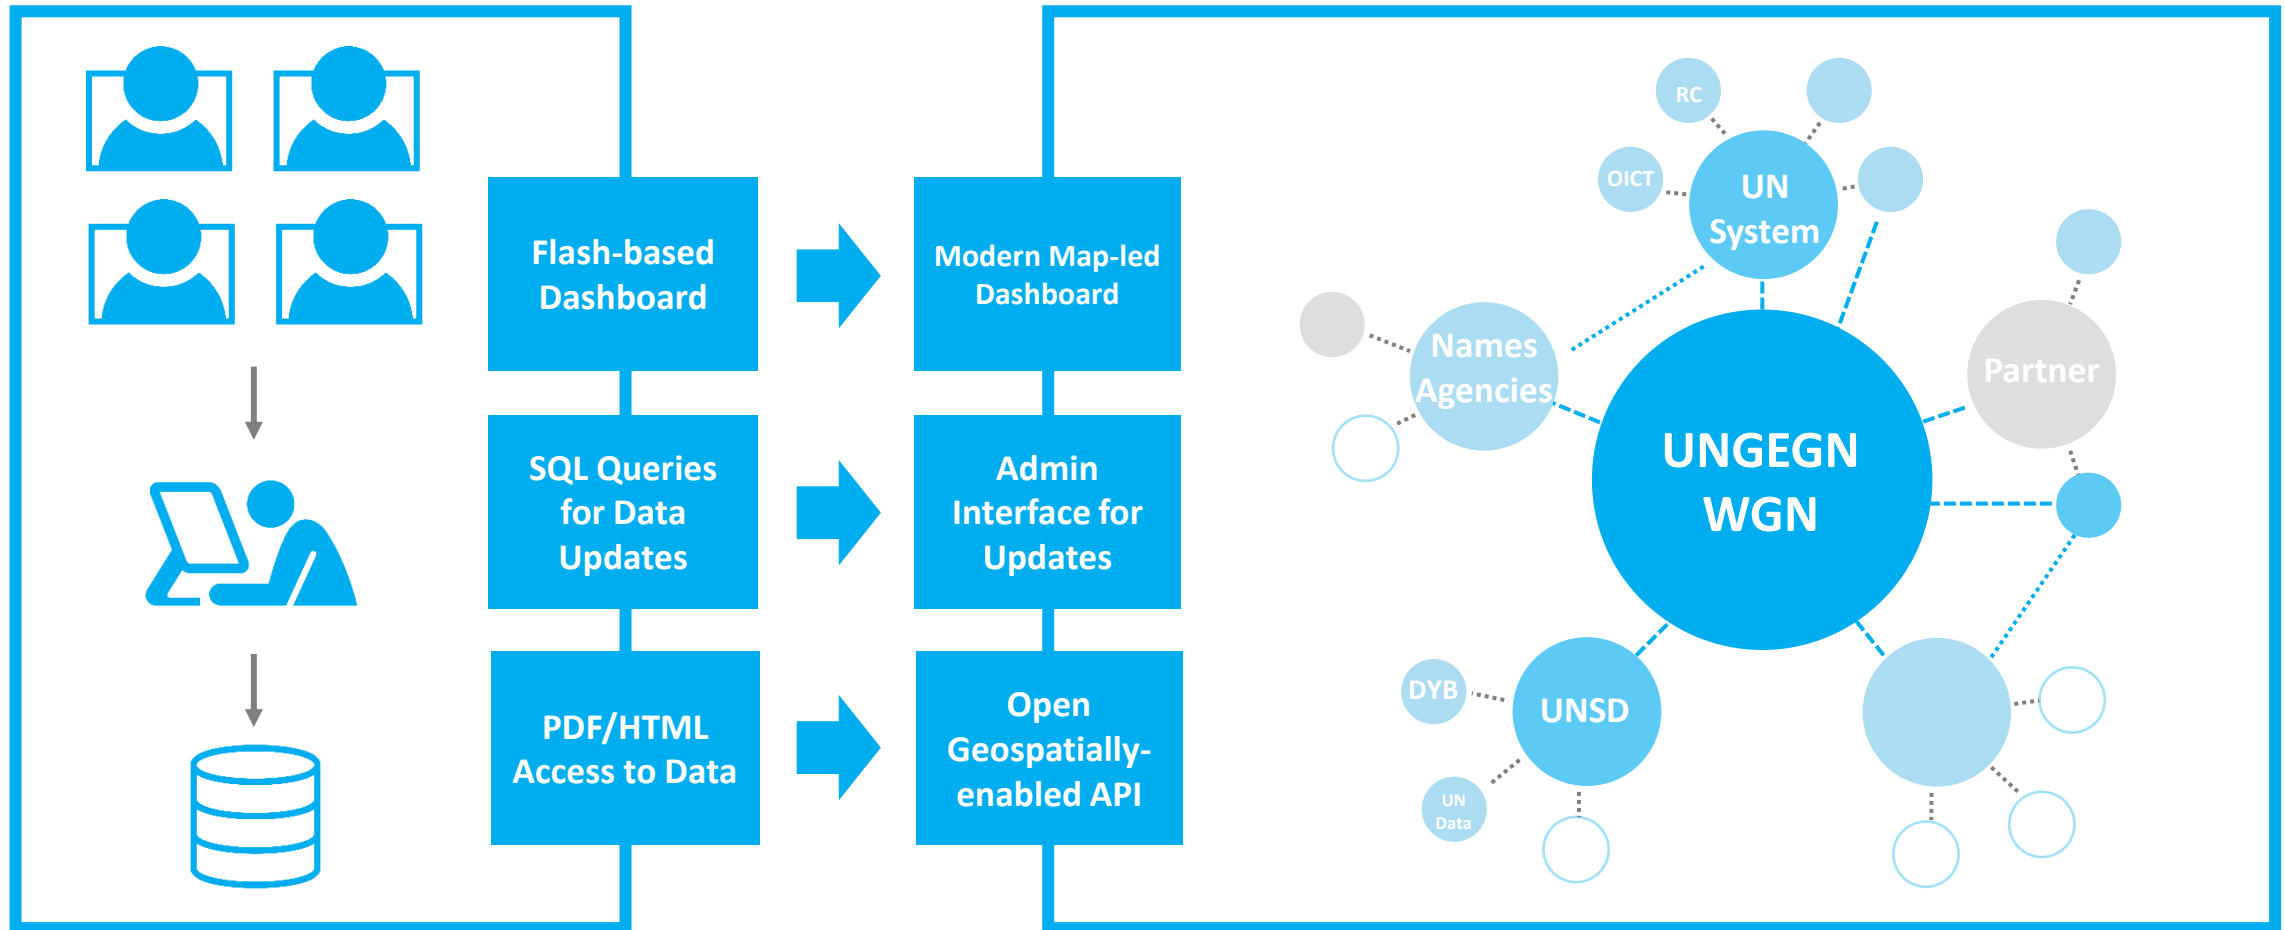 Flash-based
Dashboard
SQL Queries
for Data
Updates
PDF/HTML
Access to Data
Modern Map-led
Dashboard
Admin
Interface for
Updates
Open
Geospatially-
enabled API
RC
OICT
UN
System
Names
Agencies
Partner
UNGEGN
WGN
DYB
UNSD
UN
Data